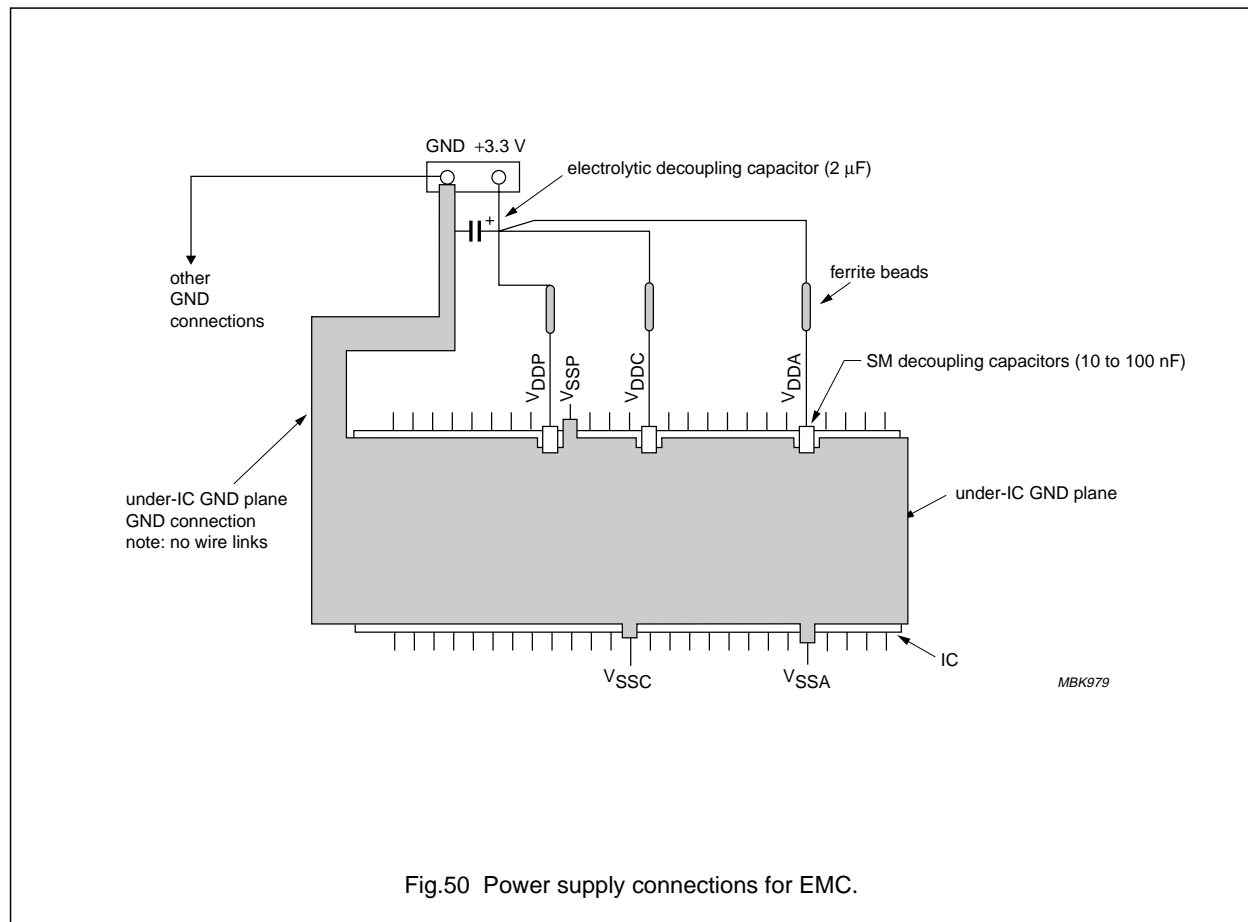 GND +3.3 V
electrolytic decoupling capacitor (2 μF)
+
other
GND
connections
ferrite beads
SM decoupling capacitors (10 to 100 nF)
VDDP
VSSP
VDDC
VDDA
under-IC GND plane
GND connection
note: no wire links
under-IC GND plane
IC
VSSC
VSSA
MBK979
Fig.50 Power supply connections for EMC.